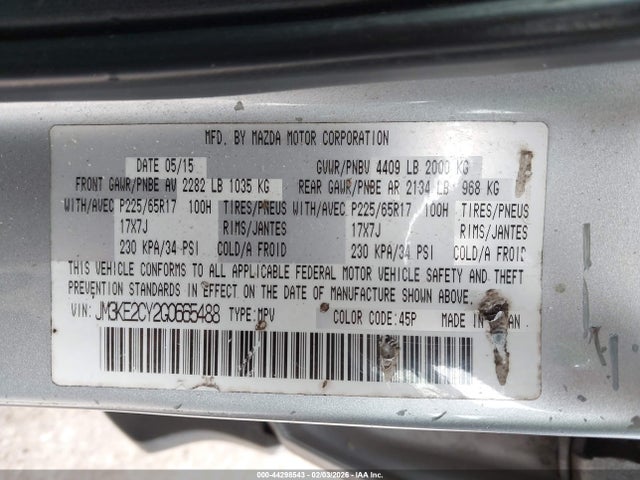 MFD. BY MAZDA MOTOR CORPORATION
DATE 05/15 GVWR/PNBV 4409 LB 2000 KG
FRONT GAWR/PNBE AV 2282 LB 1035 KG REAR GAWR/PNBE AR 2134 LB 968 KG
WITH/AVEC P225/65R17 100H TIRES/PNEUS WITH/AVEC P225/65R17 100H TIRES/PNEUS
17X7J RIMS/JANTES 17X7J RIMS/JANTES
230 KPA/34 PSI COLD/A FROID 230 KPA/34 PSI COLD/A FROID
THIS VEHICLE CONFORMS TO ALL APPLICABLE FEDERAL MOTOR VEHICLE SAFETY AND THEFT
PREVENTION STANDARDS IN EFFECT ON THE DATE OF MANUFACTURE SHOWN ABOVE.
VIN: JM3KE2CY2G0665488 TYPE:MPV COLOR CODE:45P MADE IN
000-44298543 - 02/03/2026 - IAA Inc.